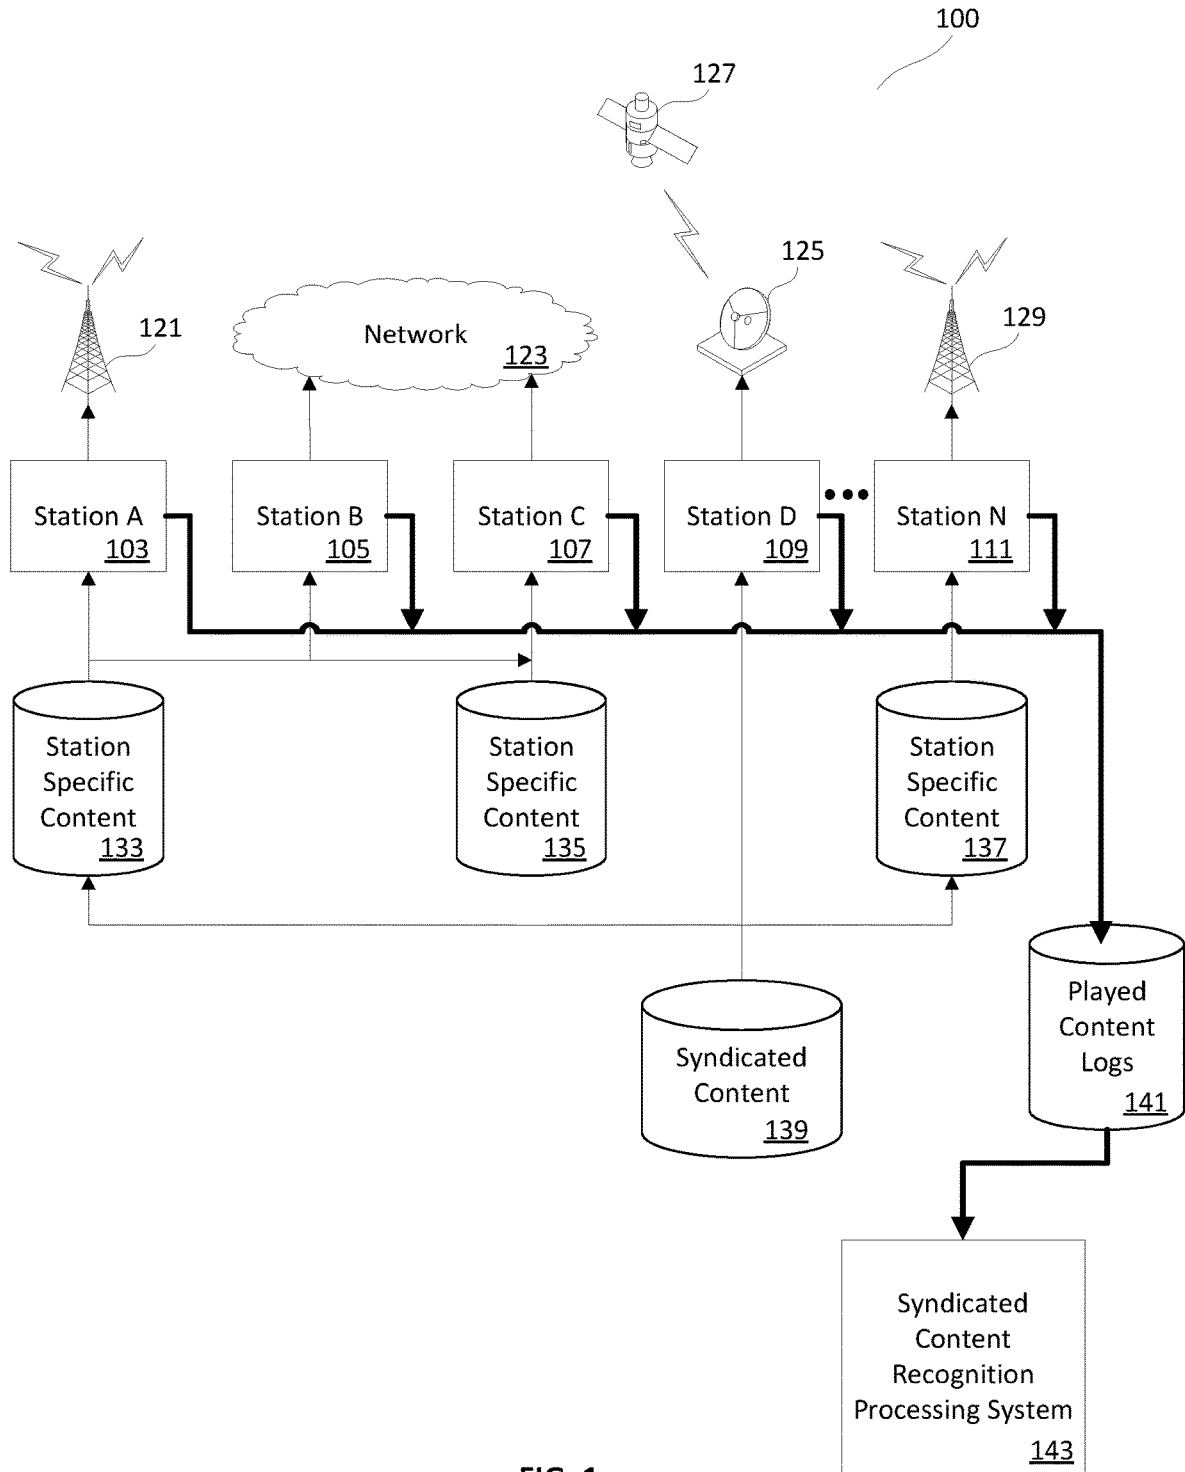 100
127
125
121
Network
123
129
Station A
103
Station B
105
Station C
107
Station D
109
Station N
111
Station
Specific
Content
133
Station
Specific
Content
135
Station
Specific
Content
137
Played
Content
Logs
141
Syndicated
Content
139
Syndicated
Content
Recognition
Processing System
143
FIG. 1